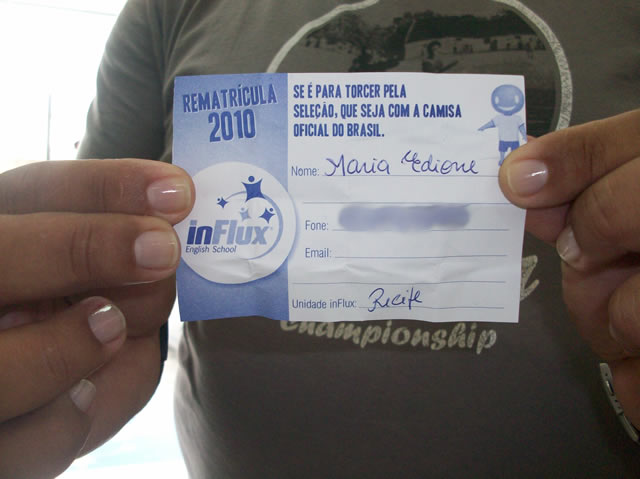 REMATRÍCULA
2010
SE É PARA TORCER PELA
SELEÇÃO, QUE SEJA COM A CAMISA
OFICIAL DO BRASIL.
Nome: Maria
Fone:
Email:
Unidade inFlux: Recife
inFlux
English School
Championship